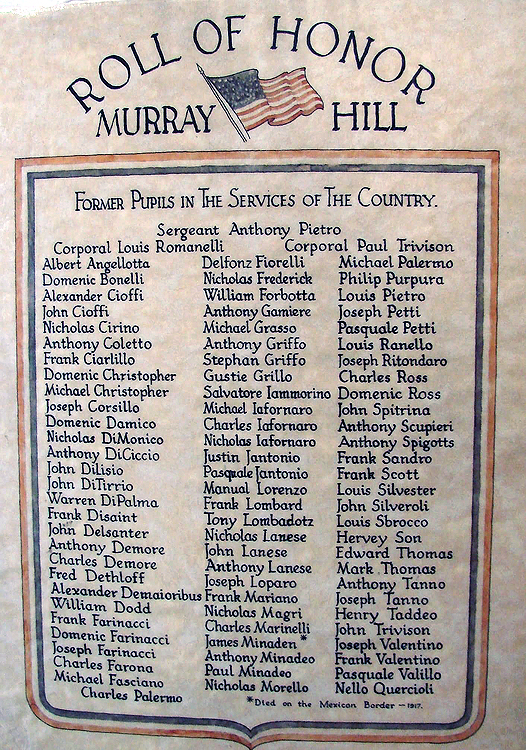 ROLL OF HONOR
MURRAY HILL
FORMER PUPILS IN THE SERVICES OF THE COUNTRY.
Sergeant Anthony Pietro
Corporal Louis Romanelli Corporal Paul Trivison
Albert Angellotta
Domenic Bonelli
Alexander Cioffi
John Cioffi
Nicholas Cirino
Anthony Coletto
Frank Ciarlillo
Domenic Christopher
Michael Christopher
Joseph Corsillo
Domenic Damico
Nicholas DiMonico
Anthony DiCiccio
John Dilisio
John DiTirrio
Warren DiPalma
Frank Disaint
John Delsanter
Anthony Demore
Charles Demore
Fred Dethloff
Alexander Demaioribus
William Dodd
Frank Farinacci
Domenic Farinacci
Joseph Farinacci
Charles Farona
Michael Fasciano
Charles Palermo
Delfonz Fiorelli
Nicholas Frederick
William Forbotta
Anthony Gamiere
Michael Grasso
Anthony Griffo
Stephan Griffo
Gustie Grillo
Salvatore Iammorino
Michael Iafornaro
Charles Iafornaro
Nicholas Iafornaro
Justin Jantonio
Pasquale Jantonio
Manual Lorenzo
Frank Lombard
Tony Lombadotz
Nicholas Lanese
John Lanese
Anthony Lanese
Joseph Loparo
Frank Mariano
Nicholas Magri
Charles Marinelli
James Minaden *
Anthony Minadeo
Paul Minadeo
Nicholas Morello
Michael Palermo
Philip Purpura
Louis Pietro
Joseph Petti
Pasquale Petti
Louis Ranello
Joseph Ritondaro
Charles Ross
Domenic Ross
John Spitrina
Anthony Scupieri
Anthony Spigotts
Frank Sandro
Frank Scott
Louis Silvester
John Silveroli
Louis Sbrocco
Hervey Son
Edward Thomas
Mark Thomas
Anthony Tanno
Joseph Tanno
Henry Taddeo
John Trivison
Joseph Valentino
Frank Valentino
Pasquale Valillo
Nello Quercioli
*Died on the Mexican Border — 1917.